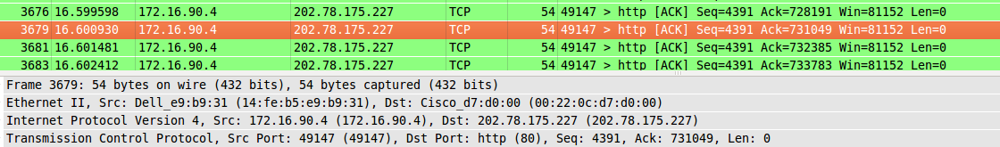 3676 16.599598 172.16.90.4 202.78.175.227 TCP 54 49147 > http [ACK] Seq=4391 Ack=728191 Win=81152 Len=0
3679 16.600930 172.16.90.4 202.78.175.227 TCP 54 49147 > http [ACK] Seq=4391 Ack=731049 Win=81152 Len=0
3681 16.601481 172.16.90.4 202.78.175.227 TCP 54 49147 > http [ACK] Seq=4391 Ack=732385 Win=81152 Len=0
3683 16.602412 172.16.90.4 202.78.175.227 TCP 54 49147 > http [ACK] Seq=4391 Ack=733783 Win=81152 Len=0
Frame 3679: 54 bytes on wire (432 bits), 54 bytes captured (432 bits)
Ethernet II, Src: Dell_e9:b9:31 (14:fe:b5:e9:b9:31), Dst: Cisco_d7:d0:00 (00:22:0c:d7:d0:00)
Internet Protocol Version 4, Src: 172.16.90.4 (172.16.90.4), Dst: 202.78.175.227 (202.78.175.227)
Transmission Control Protocol, Src Port: 49147 (49147), Dst Port: http (80), Seq: 4391, Ack: 731049, Len: 0